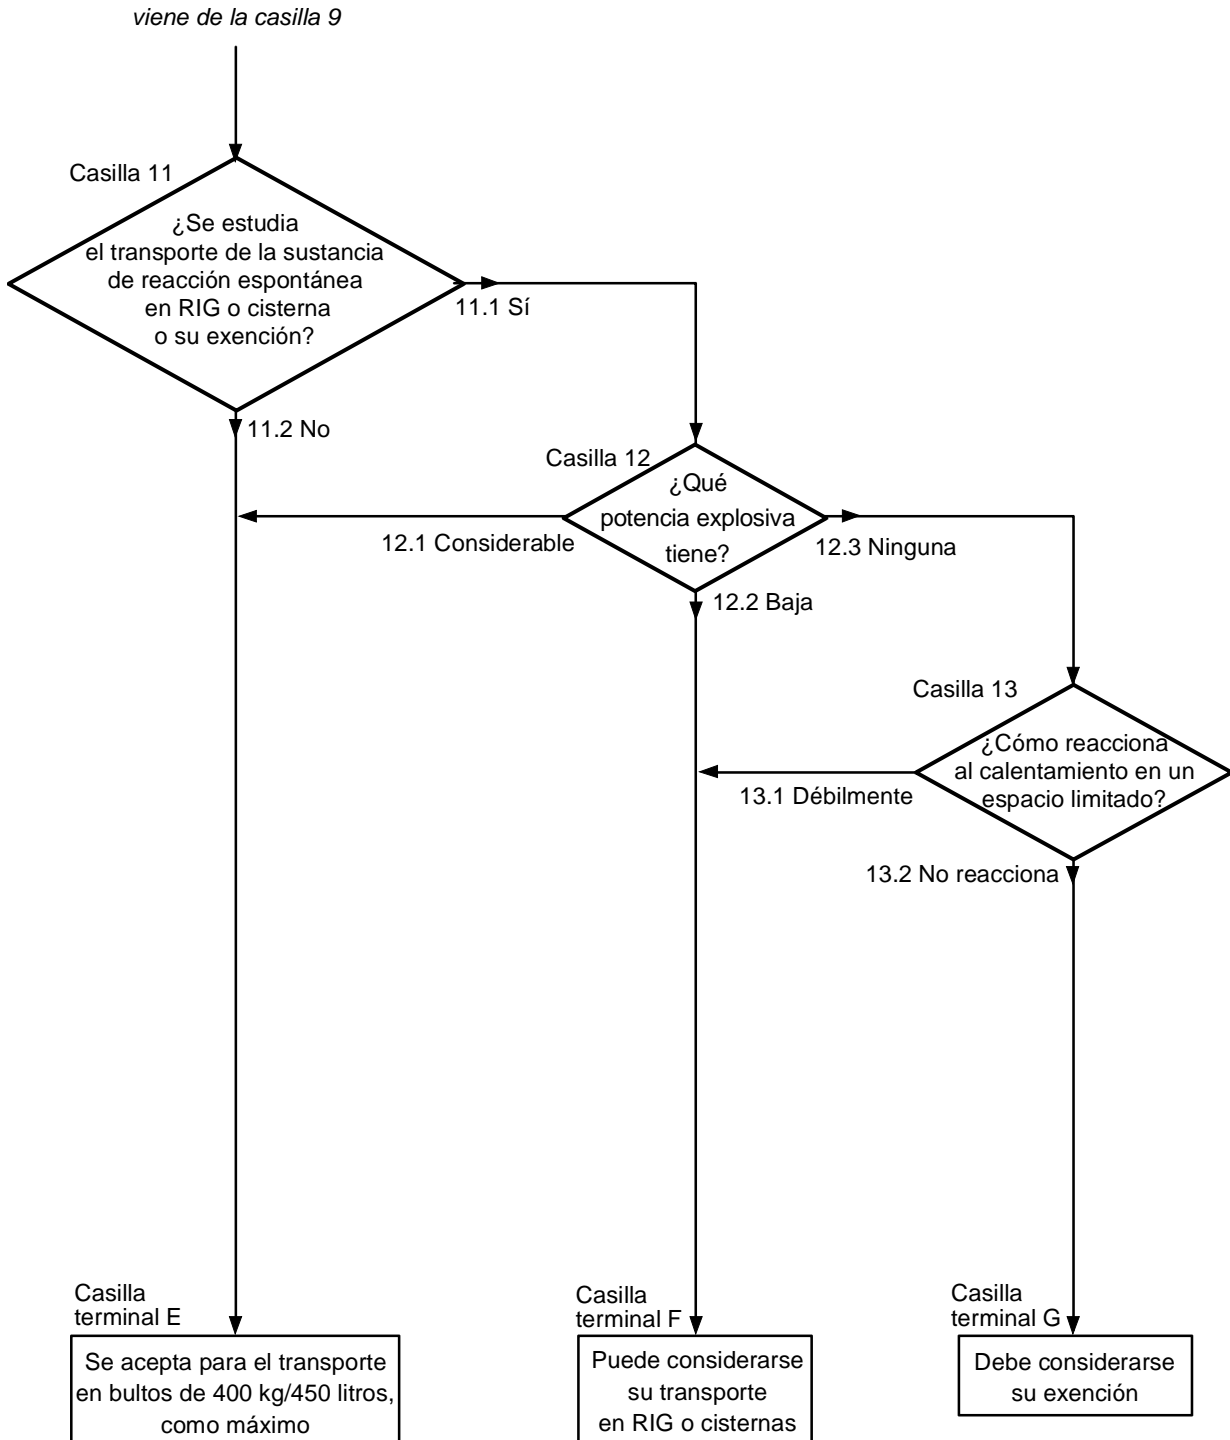 viene de la casilla 9
Casilla 11
¿Se estudia
el transporte de la sustancia
de reacción espontánea
en RIG o cisterna
o su exención?
11.1 Sí
11.2 No
Casilla 12
¿Qué
potencia explosiva
tiene?
12.1 Considerable
12.3 Ninguna
12.2 Baja
Casilla 13
¿Cómo reacciona
al calentamiento en un
espacio limitado?
13.1 Débilmente
13.2 No reacciona
Casilla
terminal E
Se acepta para el transporte
en bultos de 400 kg/450 litros,
como máximo
Casilla
terminal F
Puede considerarse
su transporte
en RIG o cisternas
Casilla
terminal G
Debe considerarse
su exención